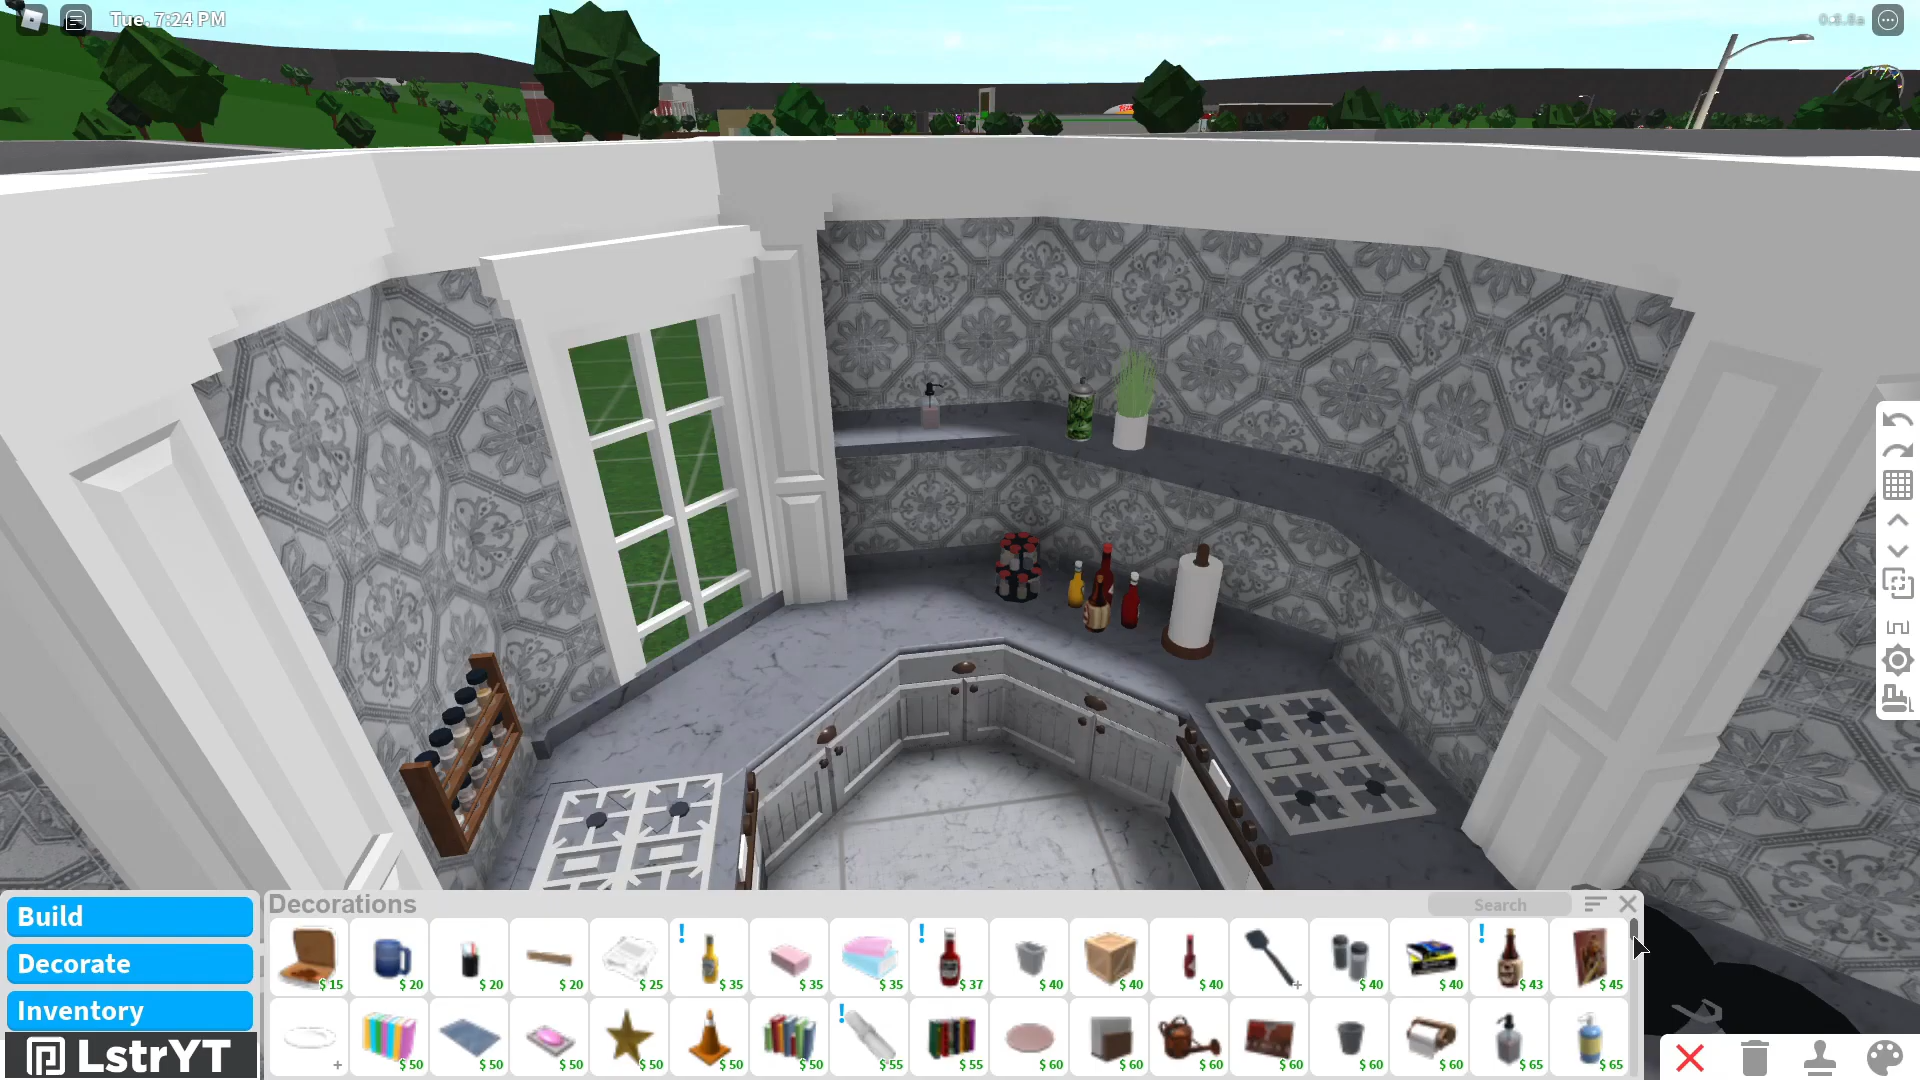 Tue, 7:24 PM
Decorations
Search
Build
Decorate
Inventory
LstrYT
$ 15 $ 20 $ 20 $ 20 $ 25 ! $ 35 $ 35 $ 35 ! $ 37 $ 40 $ 40 $ 40 + $ 40 $ 40 ! $ 43 $ 45
+ $ 50 $ 50 $ 50 $ 50 $ 50 $ 50 ! $ 55 $ 55 $ 60 $ 60 $ 60 $ 60 $ 60 $ 60 $ 65 $ 65